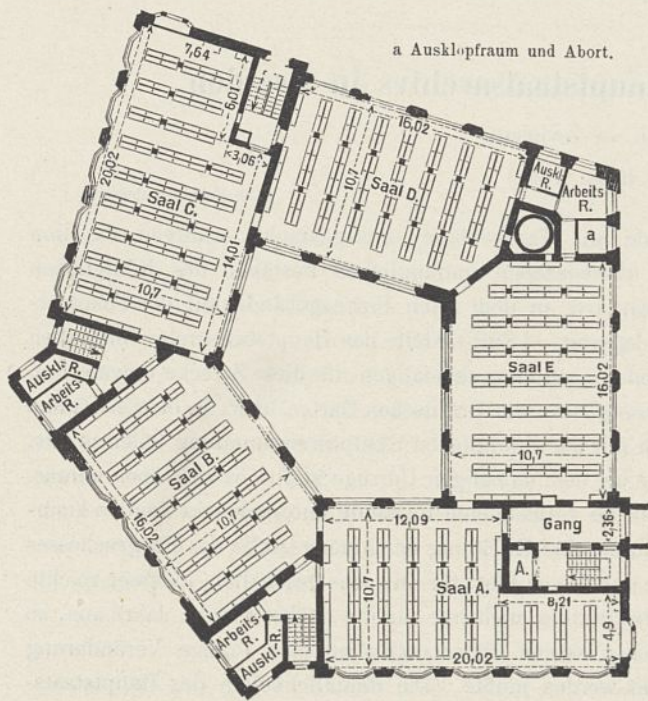 a Ausklopfraum und Abort.
7,64
6,01
3,06
20,02
Saal C.
14,01
10,7
16,02
10,7
Saal D.
Auskl.
R.
Arbeits
R.
a
Saal E
16,02
10,7
Auskl. R.
Arbeits-
R.
Saal B
10,7
16,02
Arbeits-
R.
Auskl. R.
12,09
10,7
Saal A.
20,02
Gang
2,36
A.
8,21
4,9